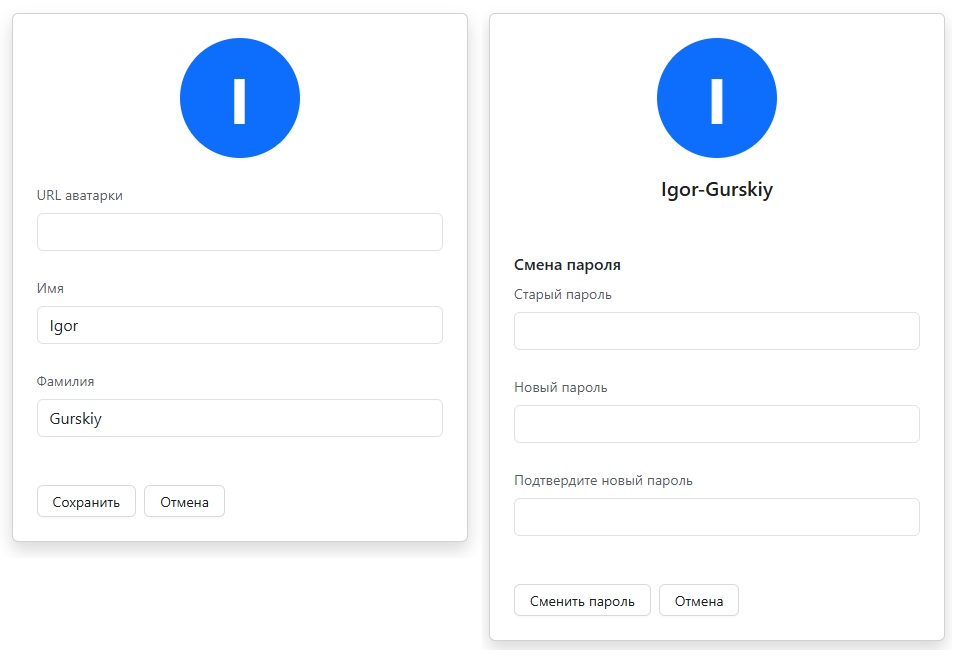 I
URL аватарки
Имя
Igor
Фамилия
Gurskiy
Сохранить Отмена
I
Igor-Gurskiy
Смена пароля
Старый пароль
Новый пароль
Подтвердите новый пароль
Сменить пароль Отмена